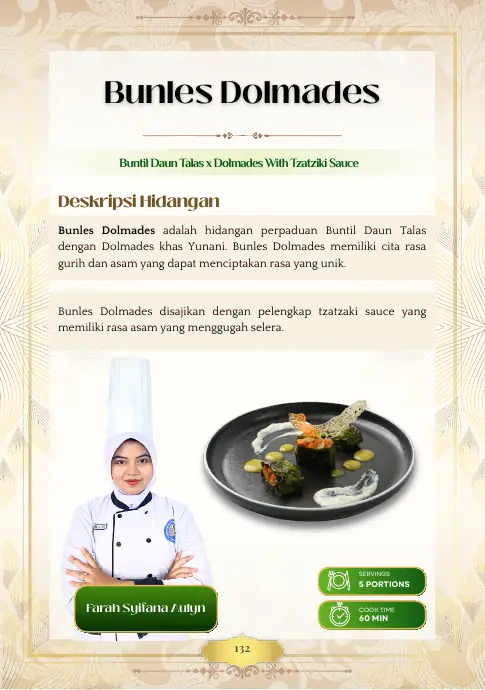 Bunles Dolmades
Buntil Daun Talas x Dolmades With Tzatziki Sauce
Deskripsi Hidangan
Bunles Dolmades adalah hidangan perpaduan Buntil Daun Talas
dengan Dolmades khas Yunani. Bunles Dolmades memiliki cita rasa
gurih dan asam yang dapat menciptakan rasa yang unik.
Bunles Dolmades disajikan dengan pelengkap tzatzaki sauce yang
memiliki rasa asam yang menggugah selera.
Farah Syifana Aulyn
SERVINGS
5 PORTIONS
COOK TIME
60 MIN
132